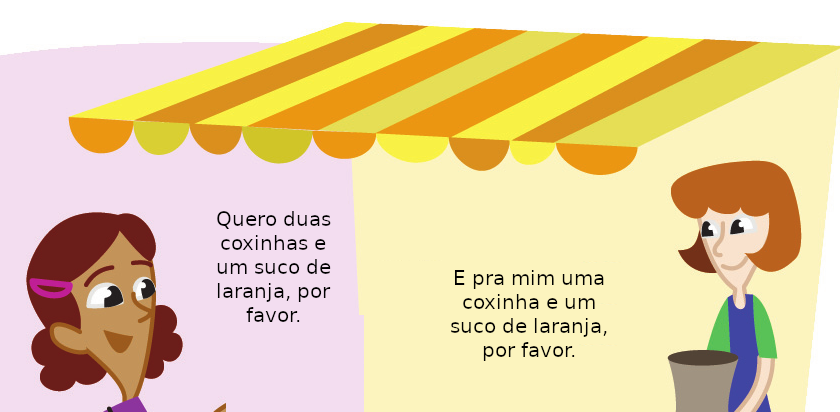 Quero duas
coxinhas e
um suco de
laranja, por
favor.
E pra mim uma
coxinha e um
suco de laranja,
por favor.